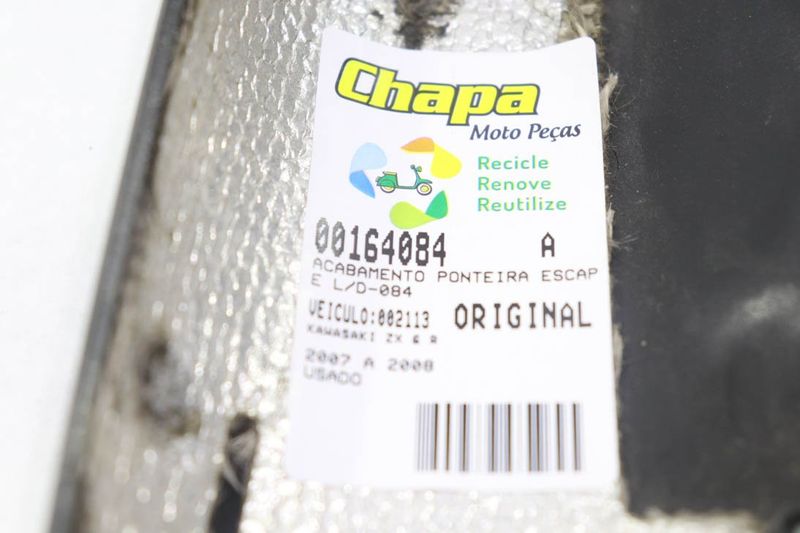 Chapa
Moto Peças
Recicle
Renove
Reutilize
00164084 A
ACABAMENTO PONTEIRA ESCAP
E L/D-084
VEICULO:002113 ORIGINAL
KAWASAKI ZX 6 R
2007 A 2008
USADO